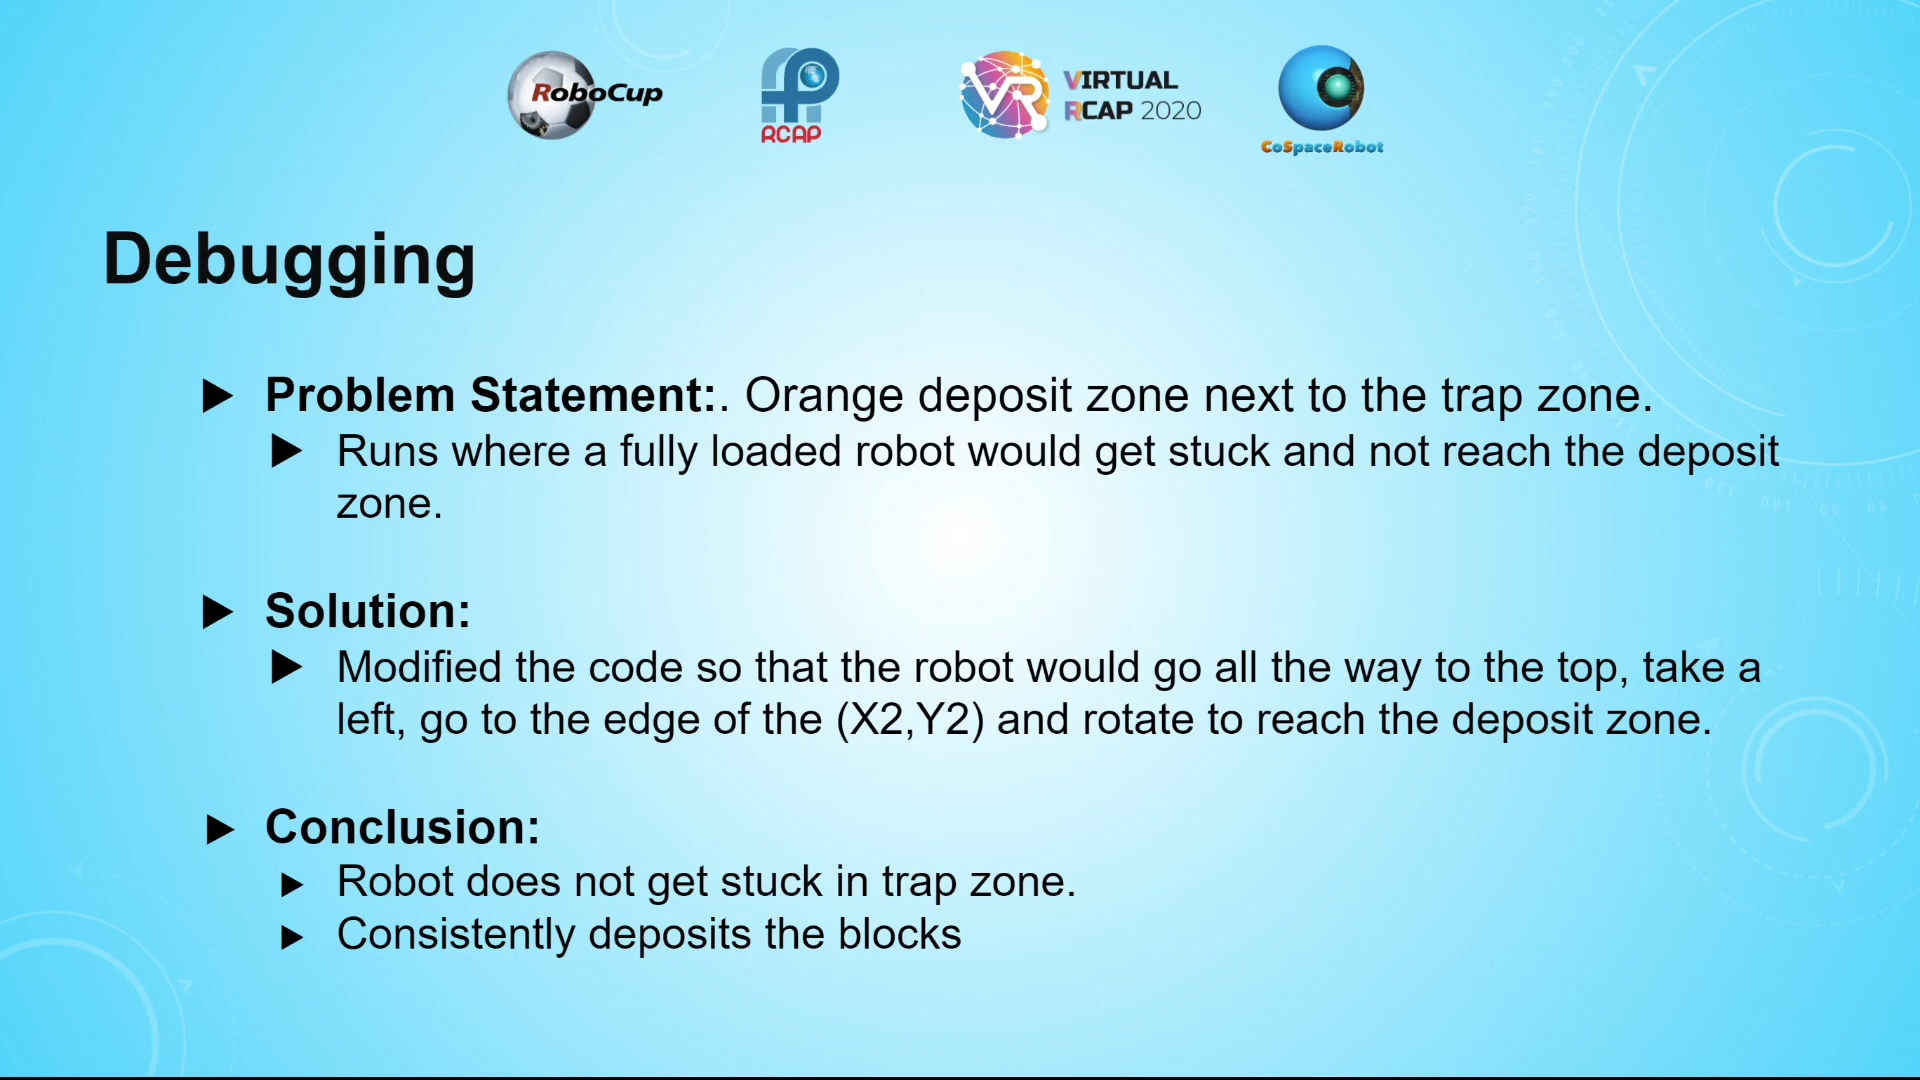 RoboCup
RCAP
VR
VIRTUAL
RCAP 2020
CoSpaceRobot
Debugging
Problem Statement:. Orange deposit zone next to the trap zone.
Runs where a fully loaded robot would get stuck and not reach the deposit
zone.
Solution:
Modified the code so that the robot would go all the way to the top, take a
left, go to the edge of the (X2,Y2) and rotate to reach the deposit zone.
Conclusion:
Robot does not get stuck in trap zone.
Consistently deposits the blocks